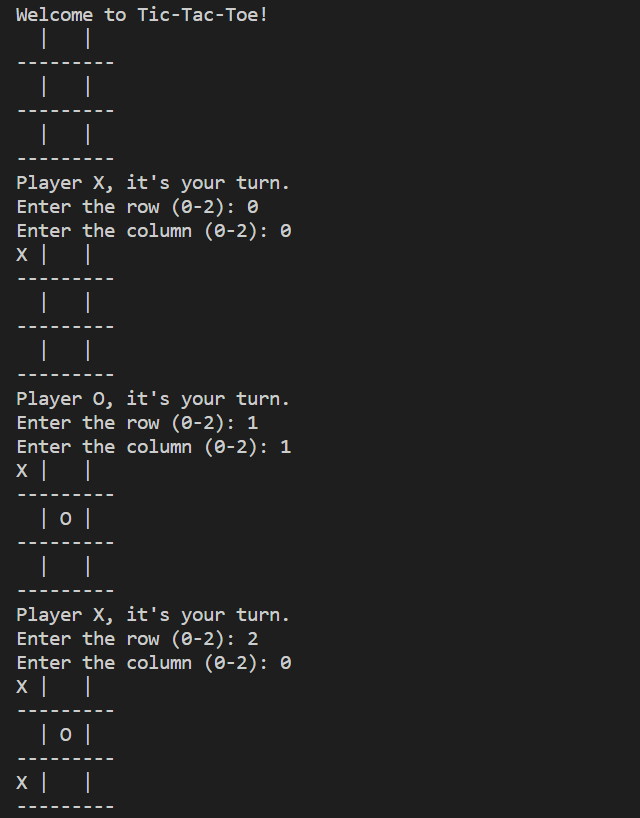 Welcome to Tic-Tac-Toe!
  |   |
---------
  |   |
---------
  |   |
---------
Player X, it's your turn.
Enter the row (0-2): 0
Enter the column (0-2): 0
X |   |
---------
  |   |
---------
  |   |
---------
Player O, it's your turn.
Enter the row (0-2): 1
Enter the column (0-2): 1
X |   |
---------
  | O |
---------
  |   |
---------
Player X, it's your turn.
Enter the row (0-2): 2
Enter the column (0-2): 0
X |   |
---------
  | O |
---------
X |   |
---------